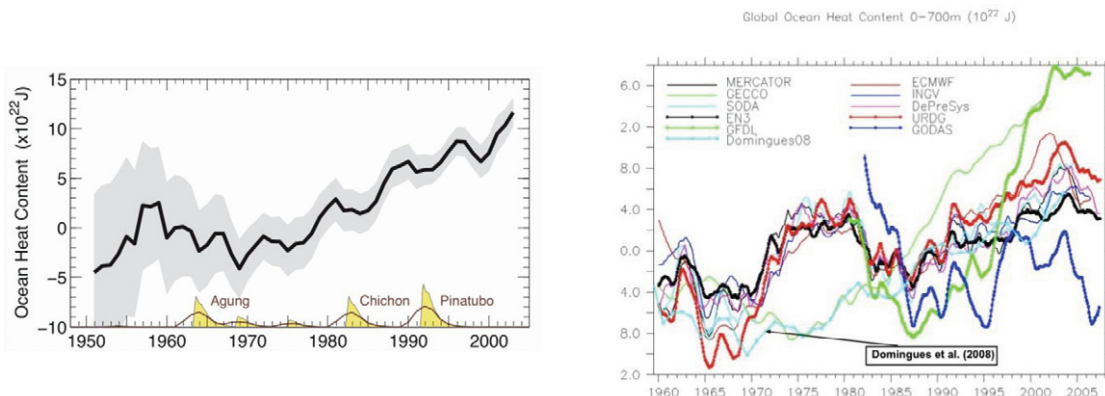 Global Ocean Heat Content 0-700m (10²² J)
Ocean Heat Content (x10²²J)
15
10
5
0
−5
−10
Agung
Chichon
Pinatubo
1950 1960 1970 1980 1990 2000
MERCATOR
GECCO
SODA
EN3
GFDL
Domingues08
ECMWF
INGV
DePreSys
URDG
GODAS
6.0
2.0
8.0
4.0
0.0
4.0
8.0
2.0
Domingues et al. (2008)
1960 1965 1970 1975 1980 1985 1990 1995 2000 2005